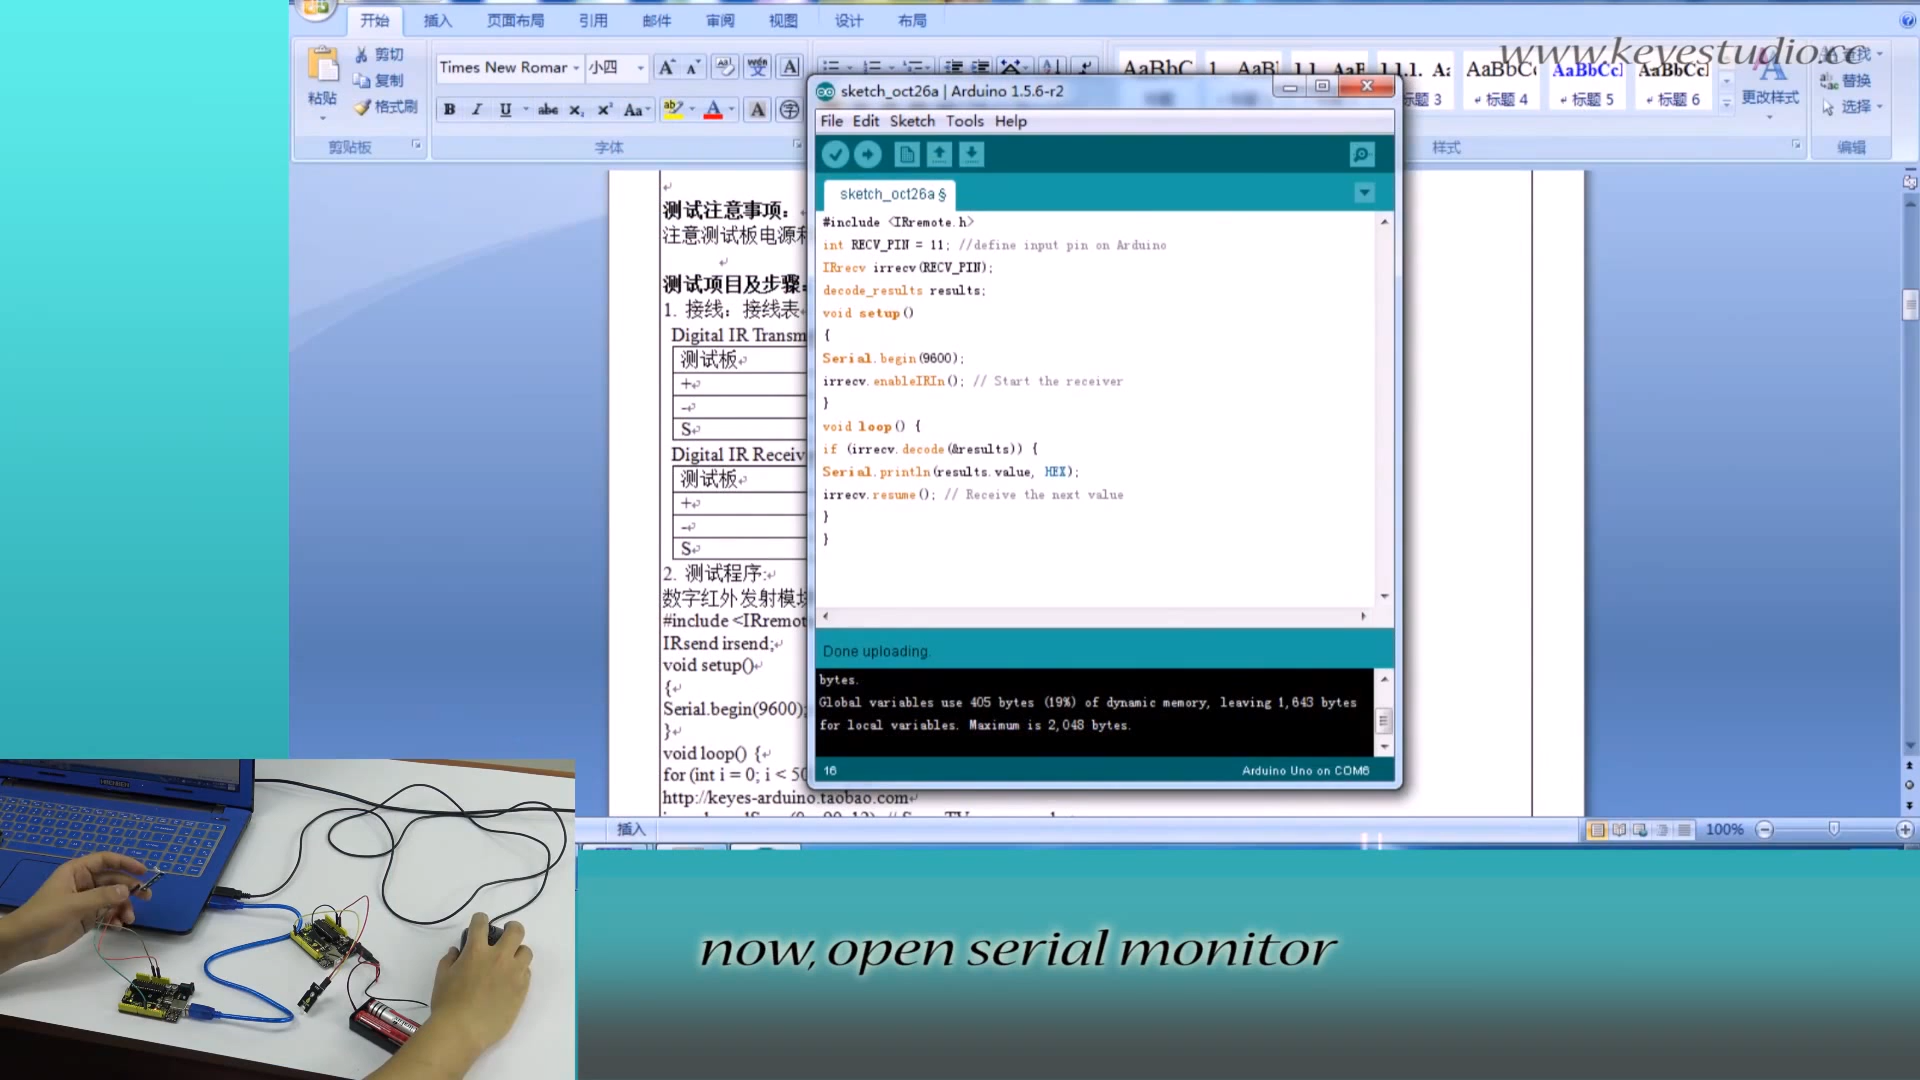 开始 插入 页面布局 引用 邮件 审阅 视图 设计 布局
www.keyestudio.cc
剪切
复制
格式刷
粘贴
Times New Romar 小四
剪贴板 字体 样式 编辑
标题 3 标题 4 标题 5 标题 6
更改样式
替换
选择
sketch_oct26a | Arduino 1.5.6-r2
File Edit Sketch Tools Help
sketch_oct26a §
#include <IRremote.h>
int RECV_PIN = 11; //define input pin on Arduino
IRrecv irrecv(RECV_PIN);
decode_results results;
void setup()
{
Serial.begin(9600);
irrecv.enableIRIn(); // Start the receiver
}
void loop() {
if (irrecv.decode(&results)) {
Serial.println(results.value, HEX);
irrecv.resume(); // Receive the next value
}
}
Done uploading.
bytes.
Global variables use 405 bytes (19%) of dynamic memory, leaving 1,643 bytes
for local variables. Maximum is 2,048 bytes.
16
Arduino Uno on COM6
测试注意事项：
注意测试板电源
测试项目及步骤：
1. 接线：接线表
Digital IR Transm
测试板
+
-
S
Digital IR Receiv
测试板
+
-
S
2. 测试程序:
数字红外发射模块
#include <IRremot
IRsend irsend;
void setup()
{
Serial.begin(9600);
}
void loop() {
for (int i = 0; i < 50
http://keyes-arduino.taobao.com
插入
100%
now, open serial monitor